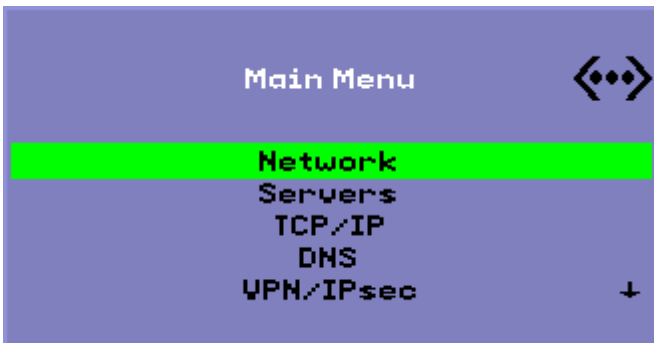 Main Menu
Network
Servers
TCP/IP
DNS
VPN/IPsec